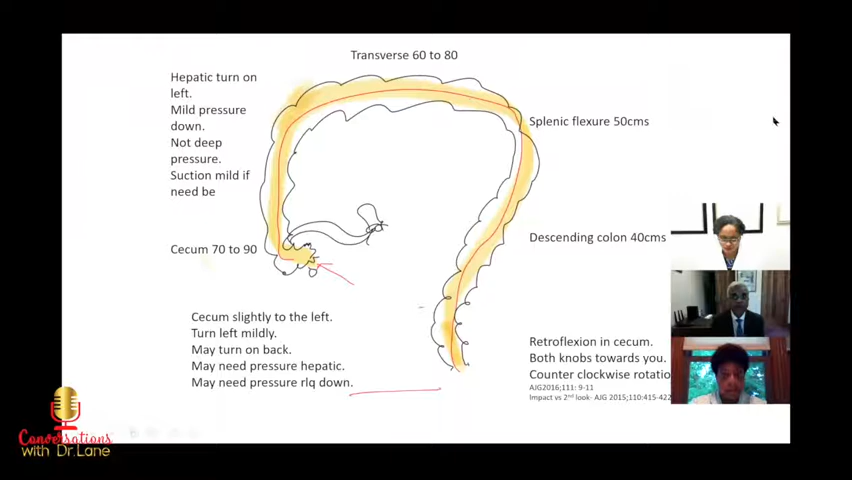 Transverse 60 to 80
Hepatic turn on
left.
Mild pressure
down.
Not deep
pressure.
Suction mild if
need be
Splenic flexure 50cms
Descending colon 40cms
Cecum 70 to 90
Cecum slightly to the left.
Turn left mildly.
May turn on back.
May need pressure hepatic.
May need pressure rlq down.
Retroflexion in cecum.
Both knobs towards you.
Counter clockwise rotatio
AJG2016;111: 9-11
Impact vs 2nd look- AJG 2015;110:415-422
Conversations
with Dr.Lane